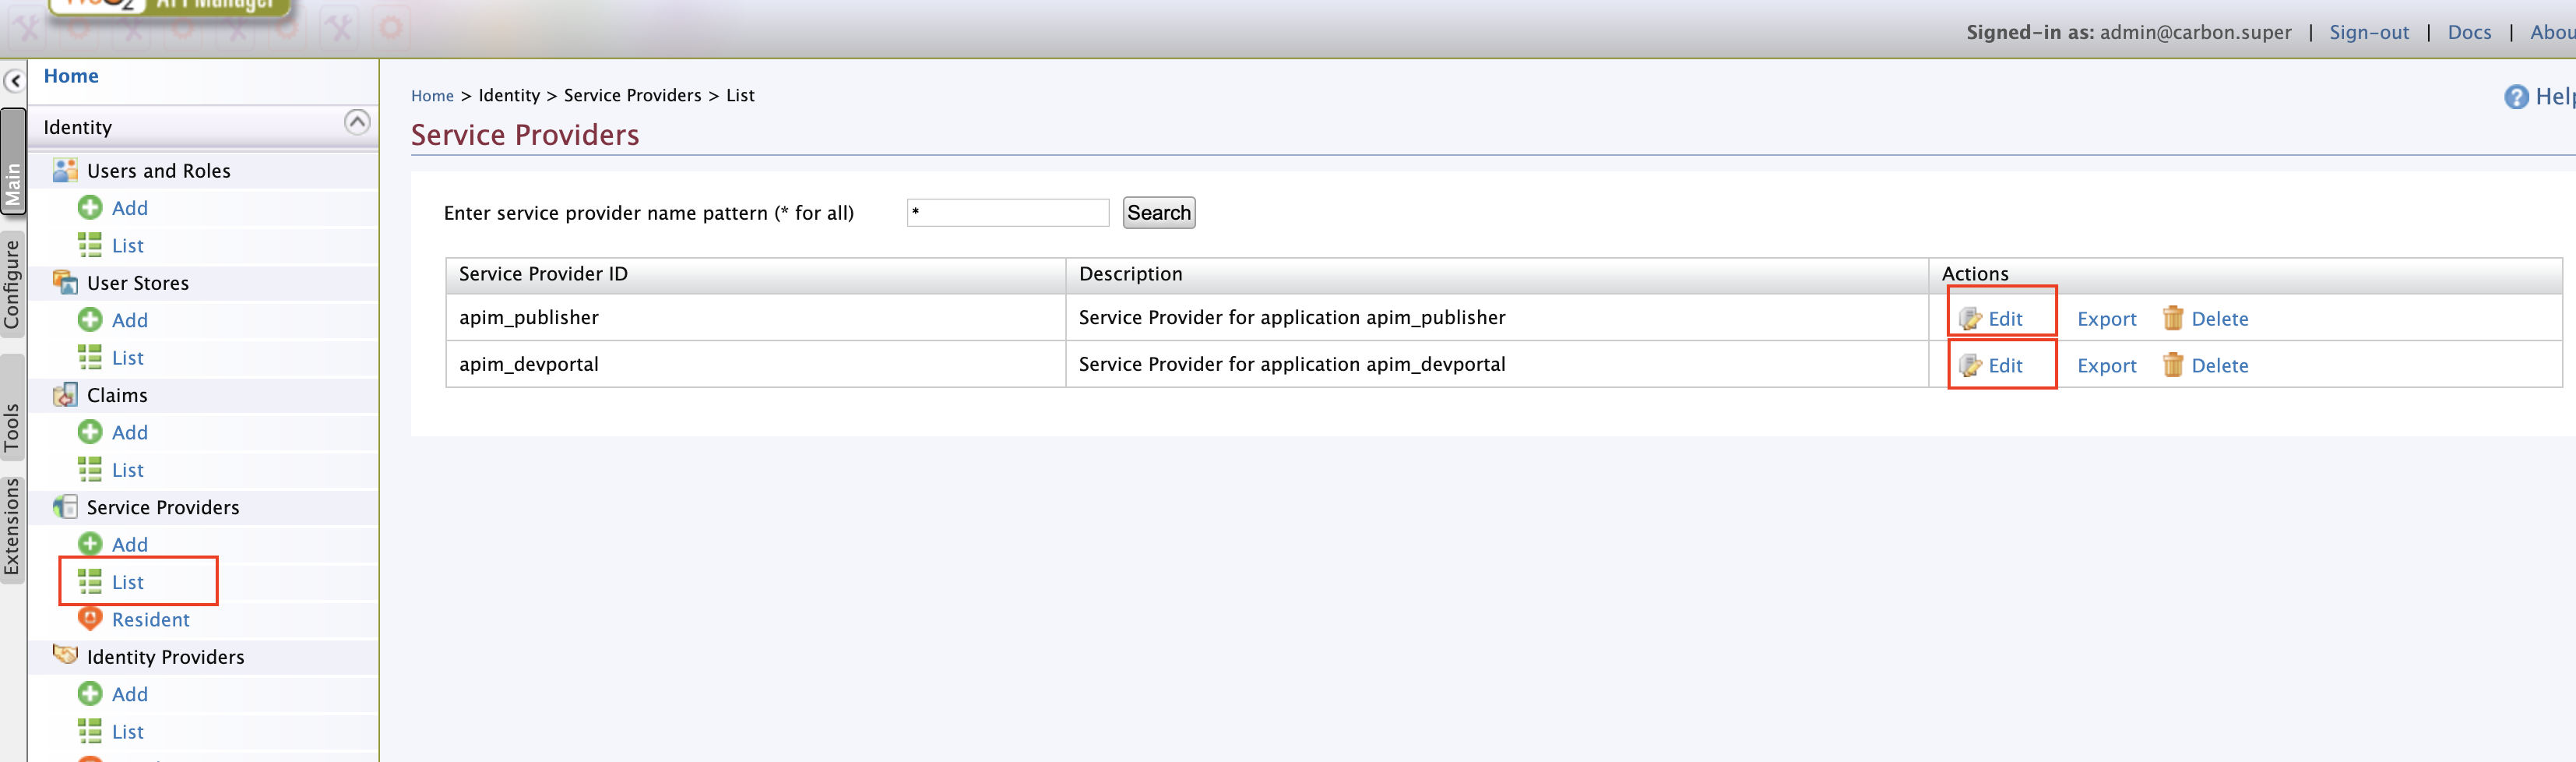 API Manager
Signed-in as: admin@carbon.super | Sign-out | Docs |
Home
Identity
Users and Roles
Add
List
User Stores
Add
List
Claims
Add
List
Service Providers
Add
List
Resident
Identity Providers
Add
List
Main
Configure
Tools
Extensions
Home > Identity > Service Providers > List
Service Providers
Enter service provider name pattern (* for all) * Search
Service Provider ID Description Actions
apim_publisher Service Provider for application apim_publisher Edit Export Delete
apim_devportal Service Provider for application apim_devportal Edit Export Delete